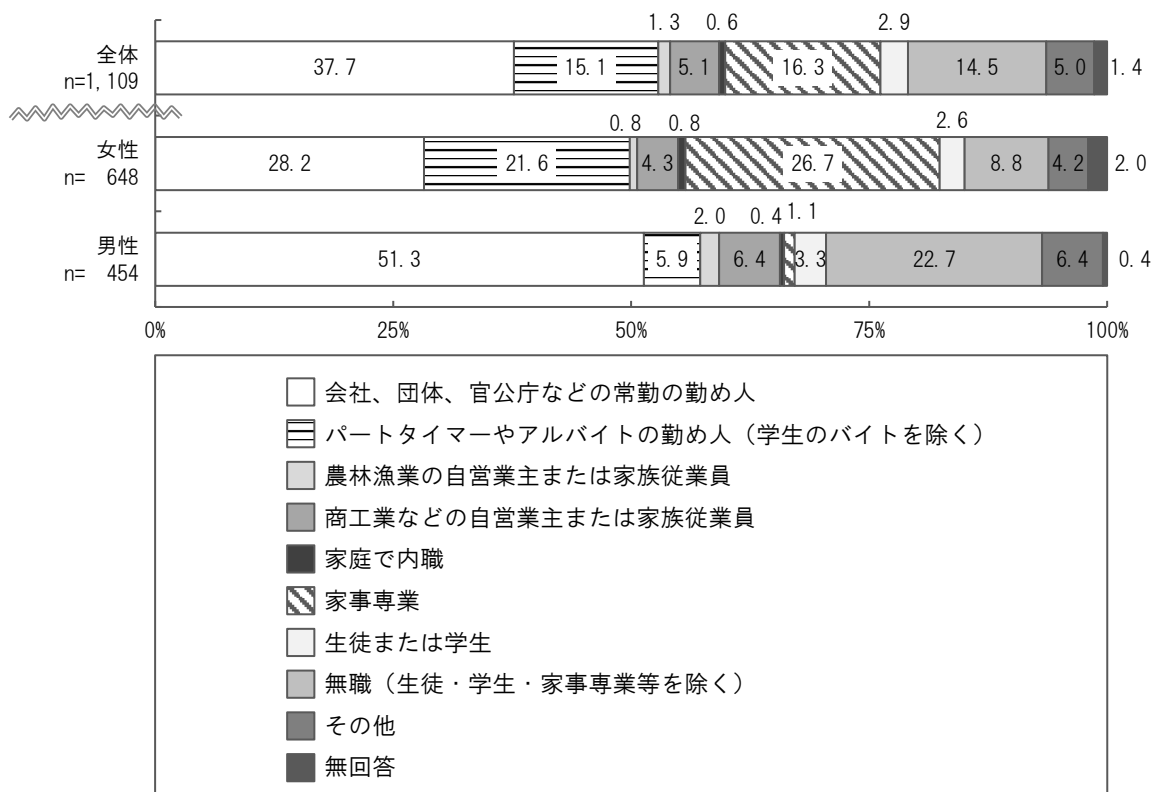 1.3 0.6 2.9
全体
n=1,109
37.7 15.1 5.1 16.3 14.5 5.0 1.4
0.8 0.8 2.6
女性
n= 648
28.2 21.6 4.3 26.7 8.8 4.2 2.0
2.0 0.4 1.1
男性
n= 454
51.3 5.9 6.4 3.3 22.7 6.4 0.4
0% 25% 50% 75% 100%
会社、団体、官公庁などの常勤の勤め人
パートタイマーやアルバイトの勤め人（学生のバイトを除く）
農林漁業の自営業主または家族従業員
商工業などの自営業主または家族従業員
家庭で内職
家事専業
生徒または学生
無職（生徒・学生・家事専業等を除く）
その他
無回答